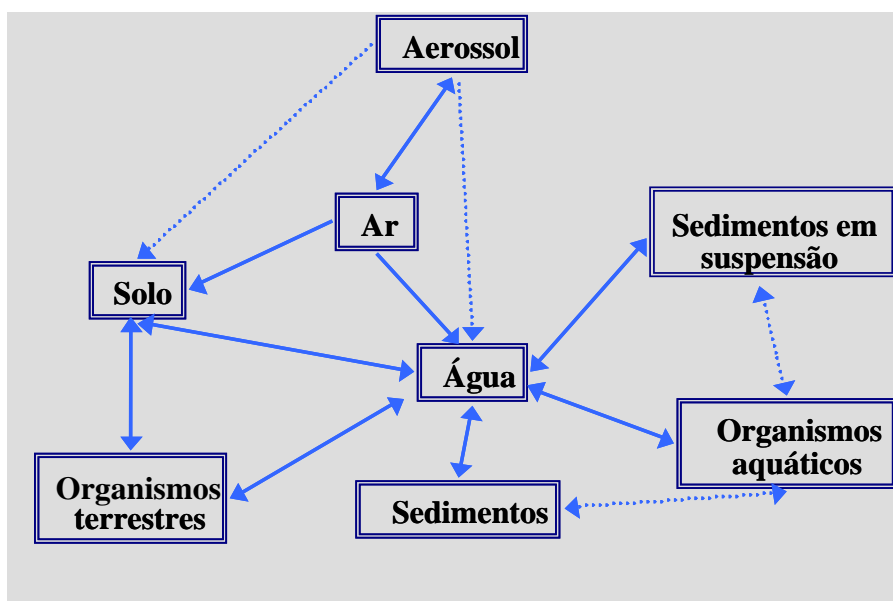 Aerossol
Ar
Sedimentos em
suspensão
Solo
Água
Organismos
aquáticos
Organismos
terrestres
Sedimentos